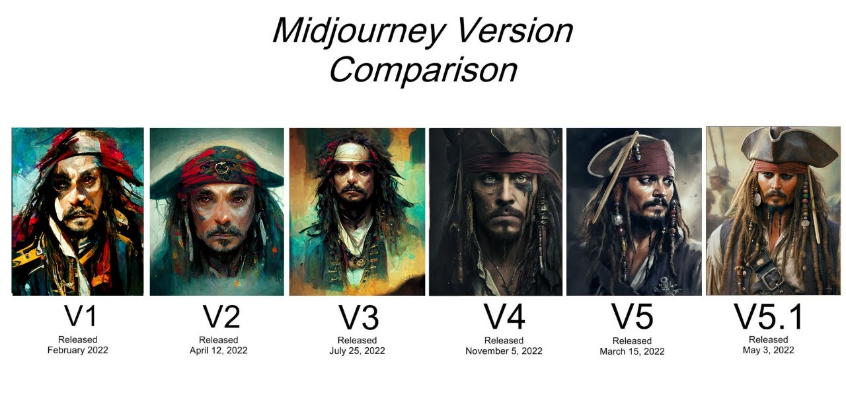 Midjourney Version
Comparison
V1
Released
February 2022
V2
Released
April 12, 2022
V3
Released
July 25, 2022
V4
Released
November 5, 2022
V5
Released
March 15, 2022
V5.1
Released
May 3, 2022